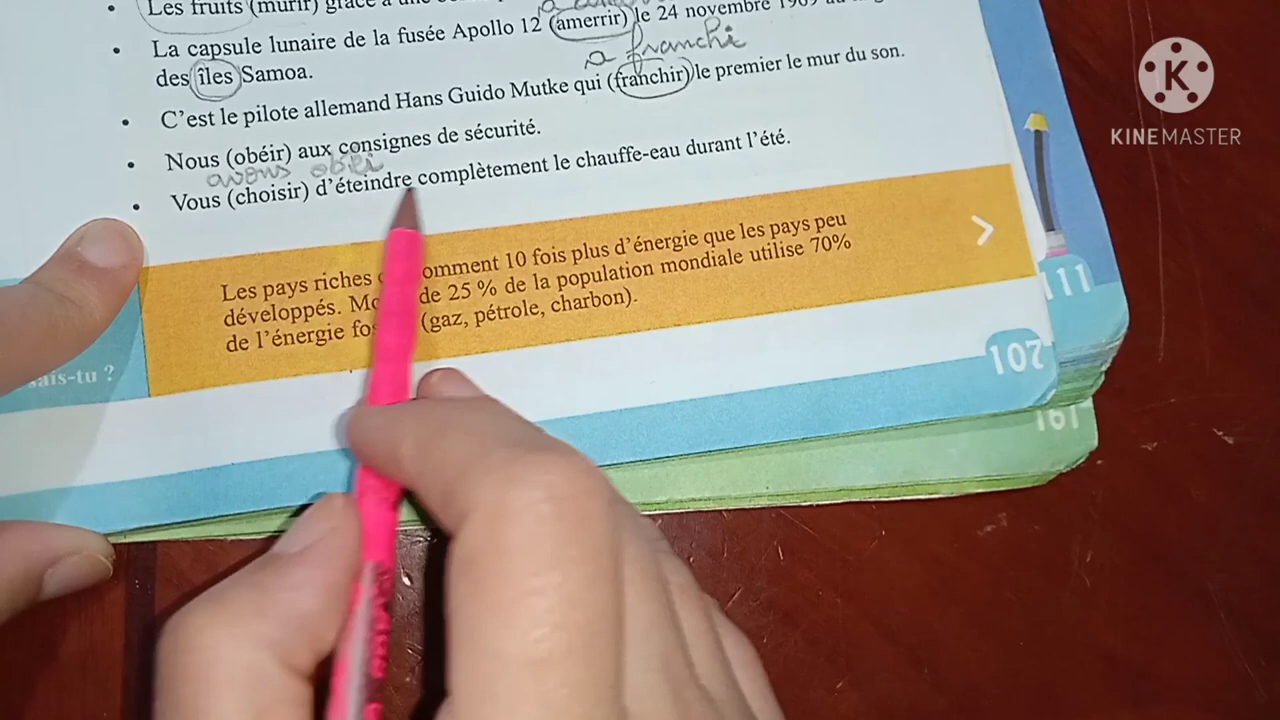 Les fruits (mûrir) grâce à une
La capsule lunaire de la fusée Apollo 12 (amerrir) le 24 novembre 1969 au
des îles Samoa.
a franchi
C’est le pilote allemand Hans Guido Mutke qui (franchir) le premier le mur du son.
Nous (obéir) aux consignes de sécurité.
avons obéi
Vous (choisir) d’éteindre complètement le chauffe-eau durant l’été.
Les pays riches omment 10 fois plus d’énergie que les pays peu
développés. Mo de 25 % de la population mondiale utilise 70%
de l’énergie fos (gaz, pétrole, charbon).
sais-tu ?
107
111
161
K
KINEMASTER